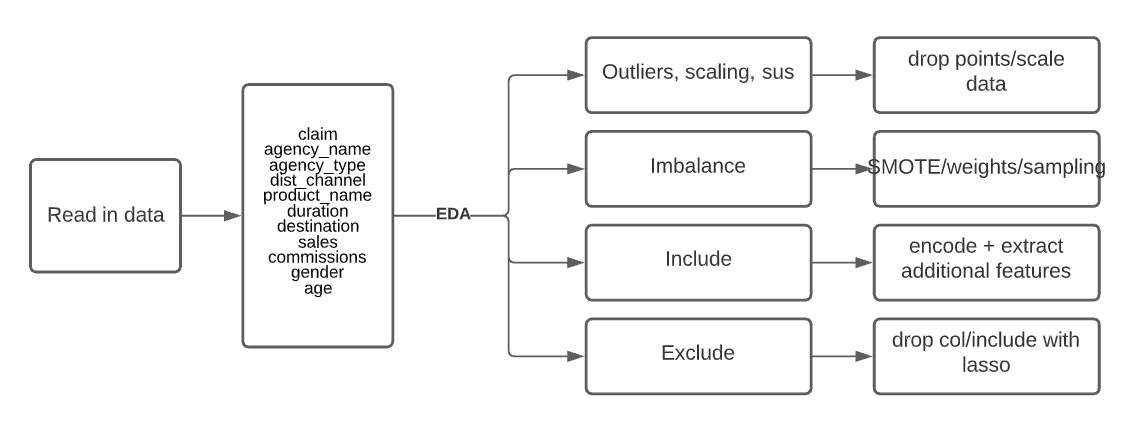 Read in data
claim
agency_name
agency_type
dist_channel
product_name
duration
destination
sales
commissions
gender
age
EDA
Outliers, scaling, sus
drop points/scale
data
Imbalance
SMOTE/weights/sampling
Include
encode + extract
additional features
Exclude
drop col/include with
lasso